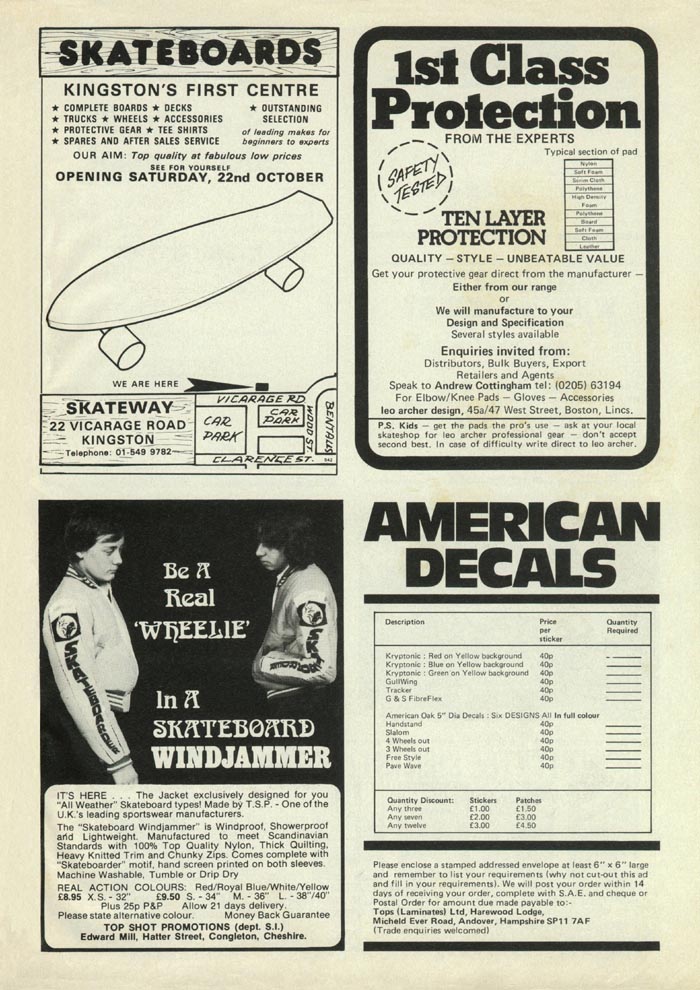 SKATEBOARDS
KINGSTON'S FIRST CENTRE
★ COMPLETE BOARDS ★ DECKS
★ TRUCKS ★ WHEELS ★ ACCESSORIES
★ PROTECTIVE GEAR ★ TEE SHIRTS
★ SPARES AND AFTER SALES SERVICE
★ OUTSTANDING
SELECTION
of leading makes for
beginners to experts
OUR AIM: Top quality at fabulous low prices
SEE FOR YOURSELF
OPENING SATURDAY, 22nd OCTOBER
WE ARE HERE
SKATEWAY
22 VICARAGE ROAD
KINGSTON
Telephone: 01-549 9782
VICARAGE RD
CAR
PARK
CAR
PARK
WOOD ST.
BENTALLS
CLARENCE ST.
1st Class
Protection
FROM THE EXPERTS
SAFETY
TESTED
Typical section of pad
Nylon
Soft Foam
Scrim Cloth
Polythene
High Density
Foam
Polythene
Board
Soft Foam
Cloth
Leather
TEN LAYER
PROTECTION
QUALITY – STYLE – UNBEATABLE VALUE
Get your protective gear direct from the manufacturer –
Either from our range
or
We will manufacture to your
Design and Specification
Several styles available
Enquiries invited from:
Distributors, Bulk Buyers, Export
Retailers and Agents
Speak to Andrew Cottingham tel: (0205) 63194
For Elbow/Knee Pads – Gloves – Accessories
leo archer design, 45a/47 West Street, Boston, Lincs.
P.S. Kids – get the pads the pro's use – ask at your local
skateshop for leo archer professional gear – don't accept
second best. In case of difficulty write direct to leo archer.
Be A
Real
'WHEELIE'
In A
SKATEBOARD
WINDJAMMER
SKATEBOARDER
IT'S HERE . . . The Jacket exclusively designed for you
"All Weather" Skateboard types! Made by T.S.P. - One of the
U.K.'s leading sportswear manufacturers.
The "Skateboard Windjammer" is Windproof, Showerproof
and Lightweight. Manufactured to meet Scandinavian
Standards with 100% Top Quality Nylon, Thick Quilting,
Heavy Knitted Trim and Chunky Zips. Comes complete with
"Skateboarder" motif, hand screen printed on both sleeves.
Machine Washable, Tumble or Drip Dry
REAL ACTION COLOURS: Red/Royal Blue/White/Yellow
£8.95 X.S. - 32" £9.50 S. - 34" M. - 36" L. - 38"/40"
Plus 25p P&P Allow 21 days delivery.
Please state alternative colour. Money Back Guarantee
TOP SHOT PROMOTIONS (dept. S.I.)
Edward Mill, Hatter Street, Congleton, Cheshire.
AMERICAN
DECALS
Description Price per sticker Quantity Required
Kryptonic : Red on Yellow background 40p
Kryptonic : Blue on Yellow background 40p
Kryptonic : Green on Yellow background 40p
GullWing 40p
Tracker 40p
G & S FibreFlex 40p
American Oak 5" Dia Decals : Six DESIGNS All In full colour
Handstand 40p
Slalom 40p
4 Wheels out 40p
3 Wheels out 40p
Free Style 40p
Pave Wave 40p
Quantity Discount: Stickers Patches
Any three £1.00 £1.50
Any seven £2.00 £3.00
Any twelve £3.00 £4.50
Please enclose a stamped addressed envelope at least 6" x 6" large
and remember to list your requirements (why not cut-out this ad
and fill in your requirements). We will post your order within 14
days of receiving your order, complete with S.A.E. and cheque or
Postal Order for amount due made payable to:-
Tops (Laminates) Ltd, Harewood Lodge,
Micheld Ever Road, Andover, Hampshire SP11 7AF
(Trade enquiries welcomed)